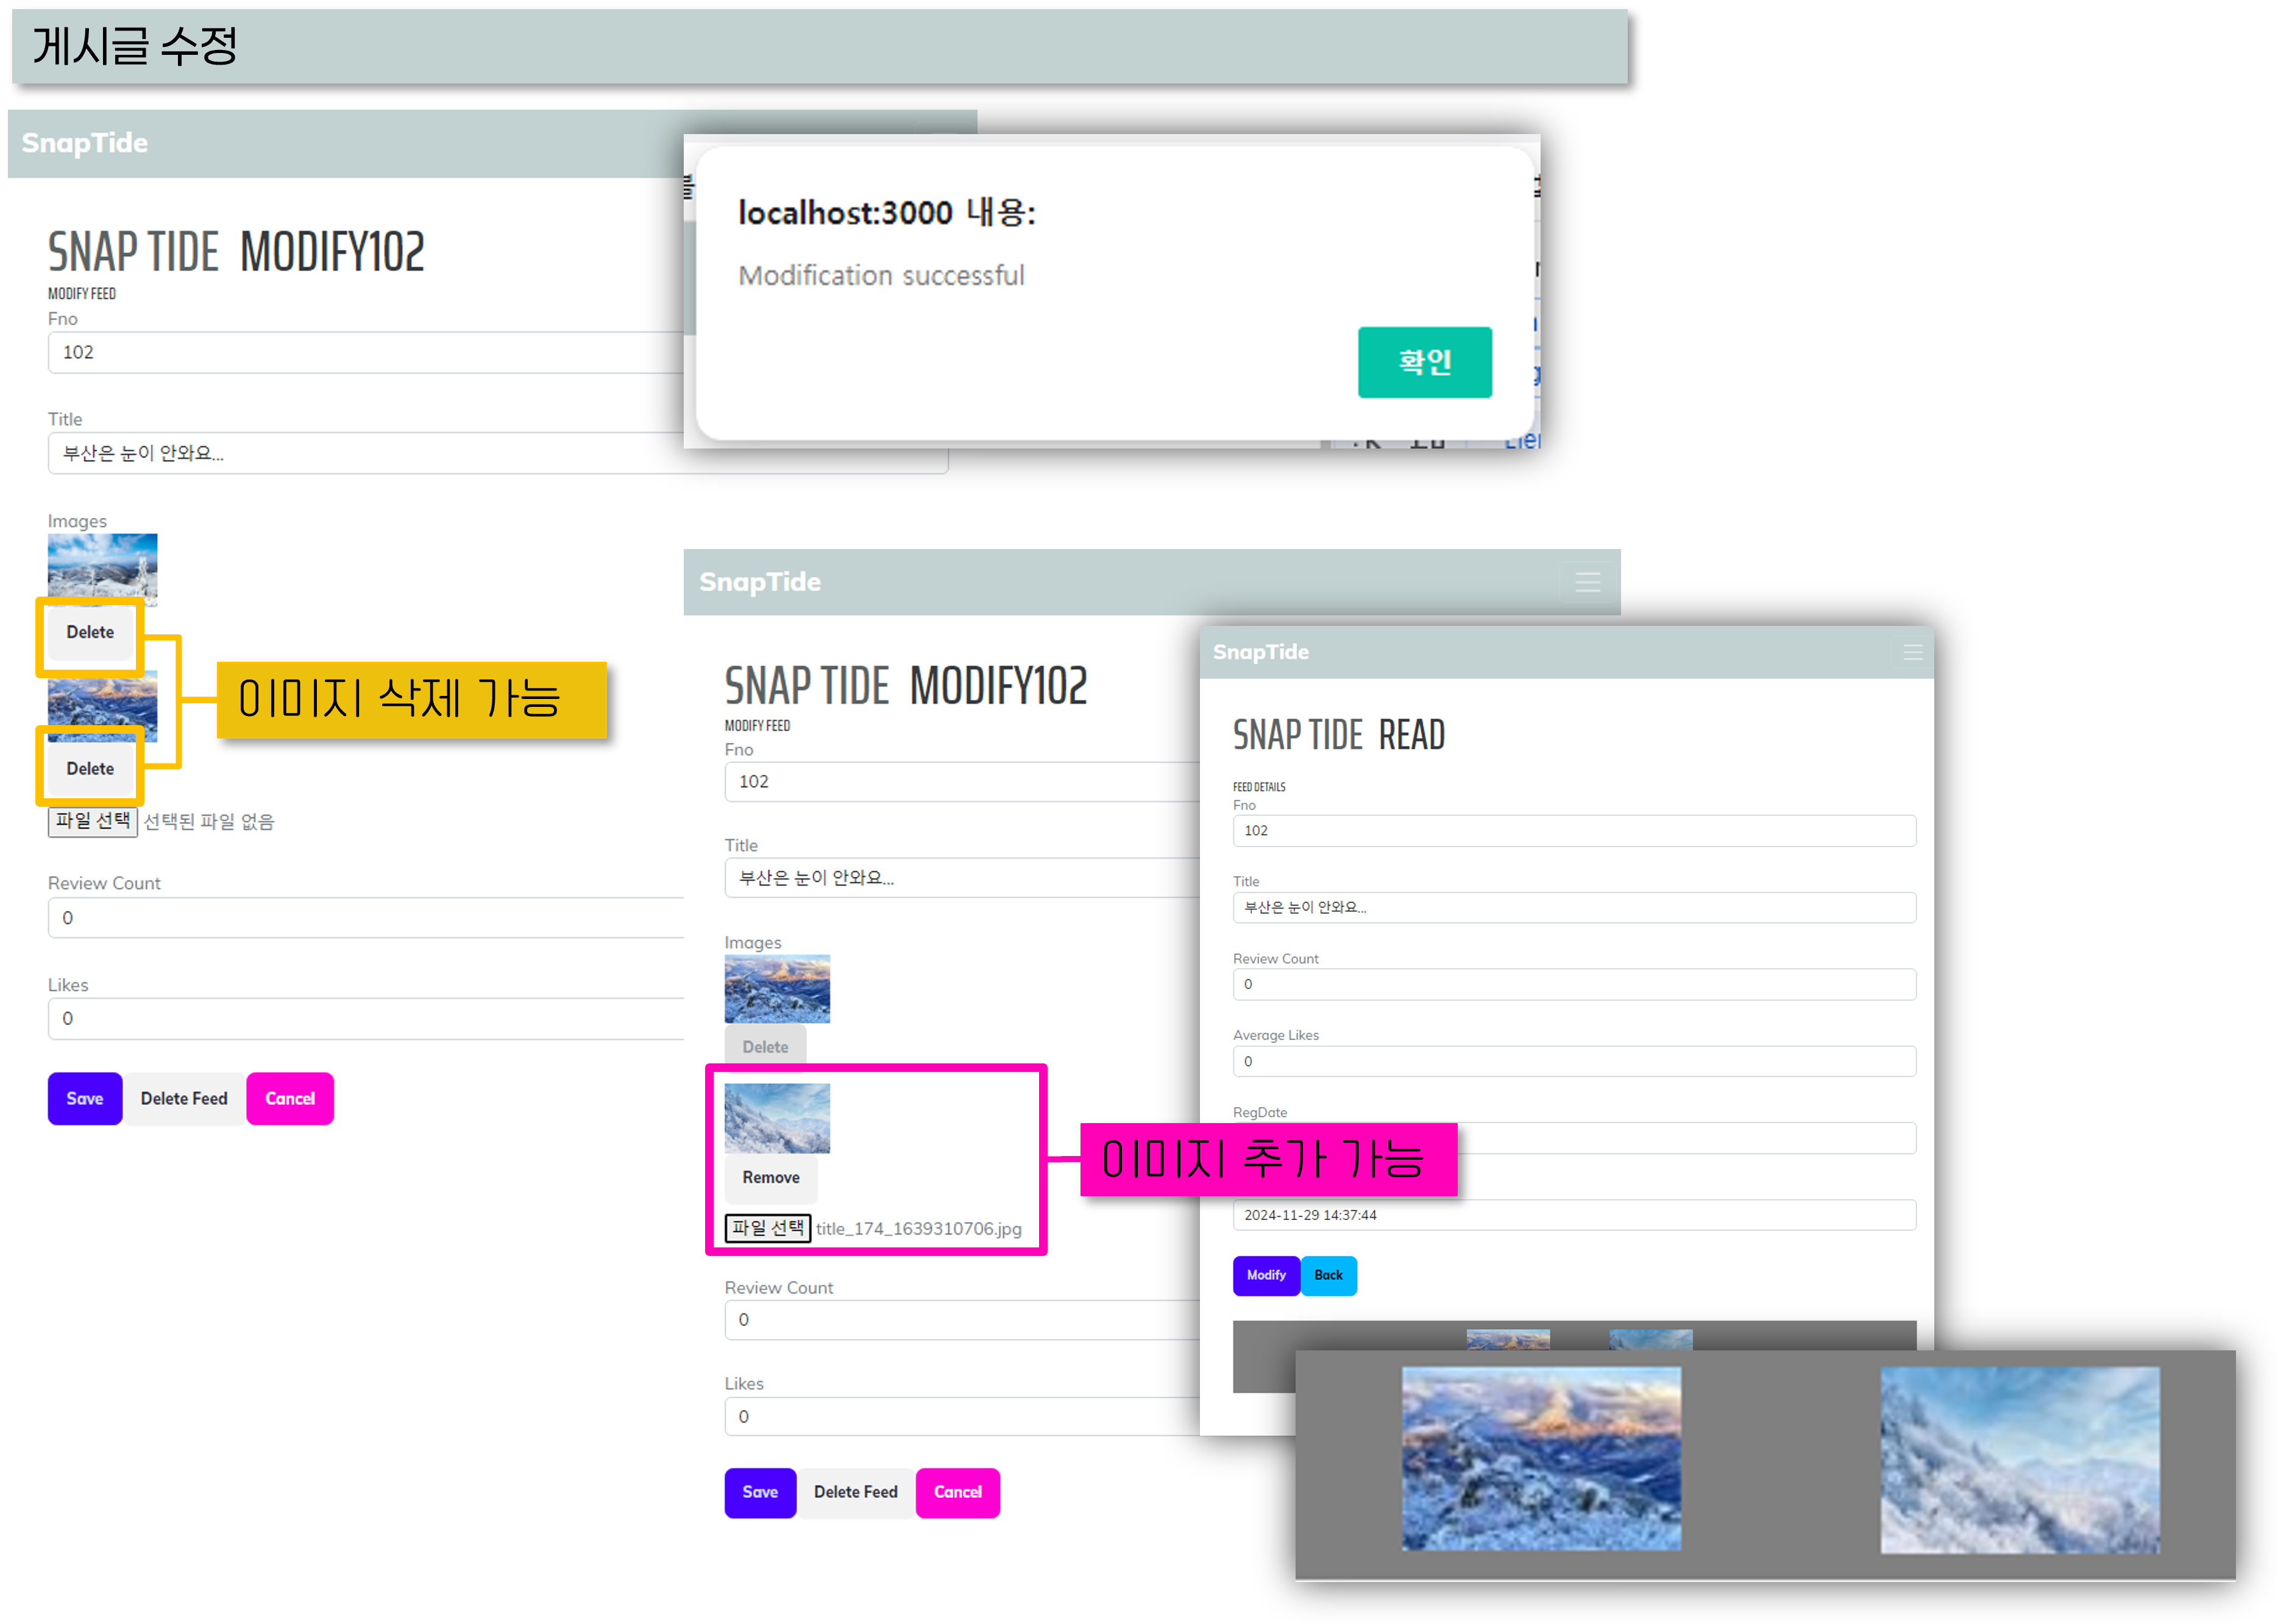 게시글 수정
SnapTide
SNAP TIDE MODIFY102
MODIFY FEED
Fno
102
Title
부산은 눈이 안와요...
Images
Delete
이미지 삭제 가능
Delete
파일 선택 선택된 파일 없음
Review Count
0
Likes
0
Save Delete Feed Cancel
localhost:3000 내용:
Modification successful
확인
SnapTide
SNAP TIDE MODIFY102
MODIFY FEED
Fno
102
Title
부산은 눈이 안와요...
Images
Delete
Remove
파일 선택 title_174_1639310706.jpg
이미지 추가 가능
Review Count
0
Likes
0
Save Delete Feed Cancel
SnapTide
SNAP TIDE READ
FEED DETAILS
Fno
102
Title
부산은 눈이 안와요...
Review Count
0
Average Likes
0
RegDate
2024-11-29 14:37:44
Modify Back